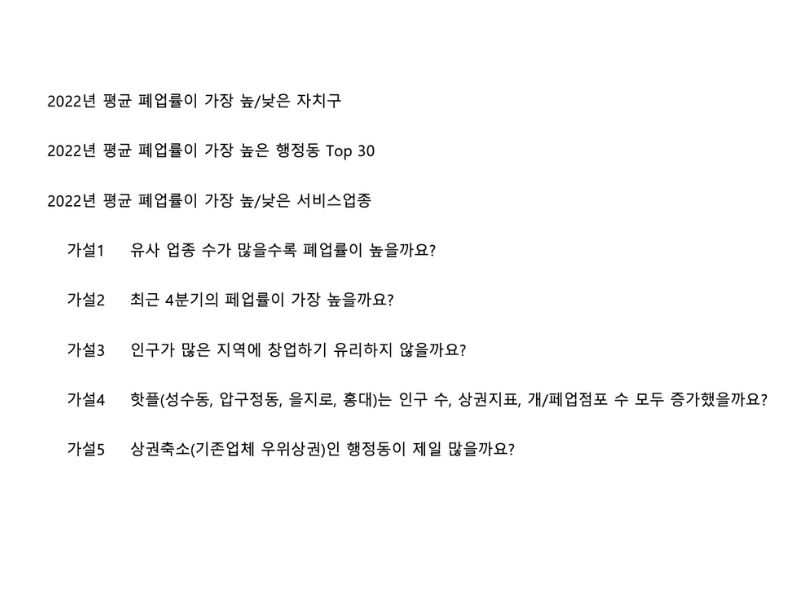 2022년 평균 폐업률이 가장 높/낮은 자치구
2022년 평균 폐업률이 가장 높은 행정동 Top 30
2022년 평균 폐업률이 가장 높/낮은 서비스업종
가설1 유사 업종 수가 많을수록 폐업률이 높을까요?
가설2 최근 4분기의 폐업률이 가장 높을까요?
가설3 인구가 많은 지역에 창업하기 유리하지 않을까요?
가설4 핫플(성수동, 압구정동, 을지로, 홍대)는 인구 수, 상권지표, 개/폐업점포 수 모두 증가했을까요?
가설5 상권축소(기존업체 우위상권)인 행정동이 제일 많을까요?